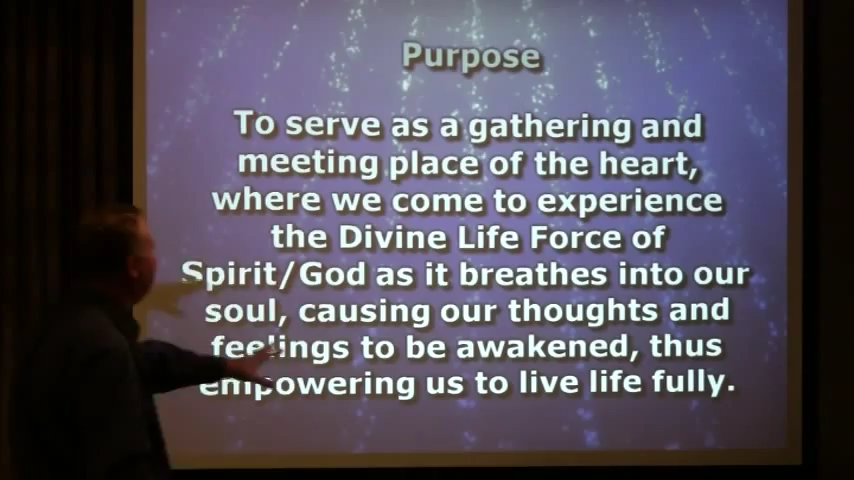 Purpose
To serve as a gathering and
meeting place of the heart,
where we come to experience
the Divine Life Force of
Spirit/God as it breathes into our
soul, causing our thoughts and
feelings to be awakened, thus
empowering us to live life fully.